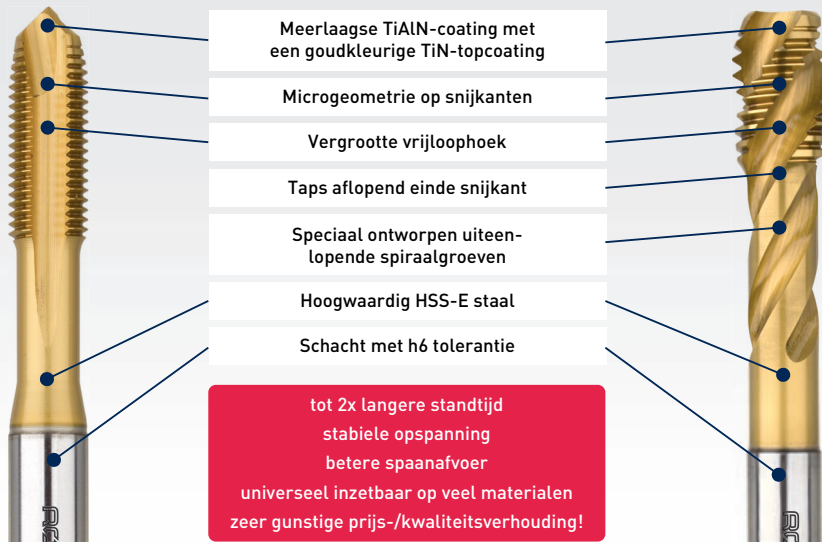 Meerlaagse TiAlN-coating met
een goudkleurige TiN-topcoating
Microgeometrie op snijkanten
Vergrootte vrijloophoek
Taps aflopend einde snijkant
Speciaal ontworpen uiteen-
lopende spiraalgroeven
Hoogwaardig HSS-E staal
Schacht met h6 tolerantie
tot 2x langere standtijd
stabiele opspanning
betere spaanafvoer
universeel inzetbaar op veel materialen
zeer gunstige prijs-/kwaliteitsverhouding!